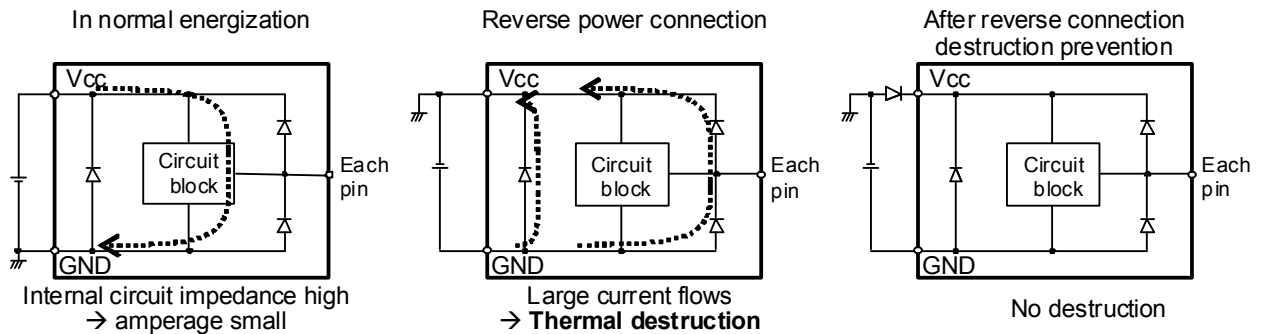 In normal energization
Vcc
Circuit
block
Each
pin
GND
Internal circuit impedance high
→ amperage small
Reverse power connection
Vcc
Circuit
block
Each
pin
GND
Large current flows
→ Thermal destruction
After reverse connection
destruction prevention
Vcc
Circuit
block
Each
pin
GND
No destruction